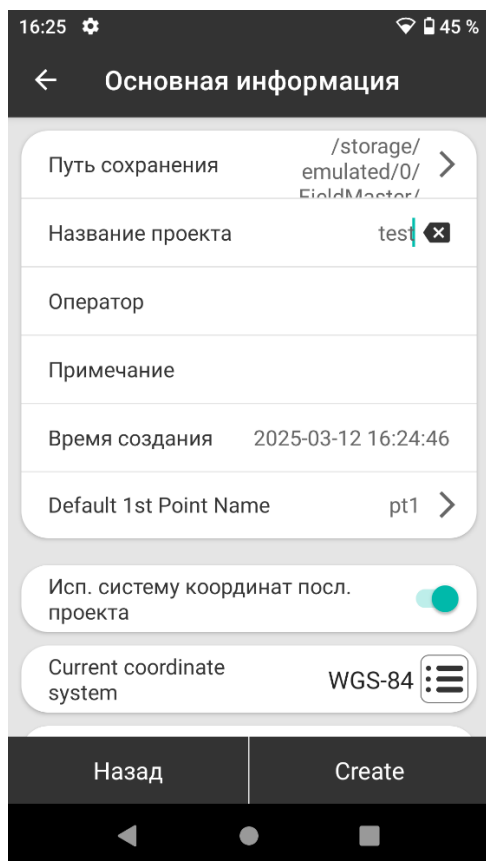 16:25 45 %
Основная информация
Путь сохранения
/storage/
emulated/0/
FieldMaster/
Название проекта test
Оператор
Примечание
Время создания 2025-03-12 16:24:46
Default 1st Point Name pt1
Исп. систему координат посл.
проекта
Current coordinate
system
WGS-84
Назад Create